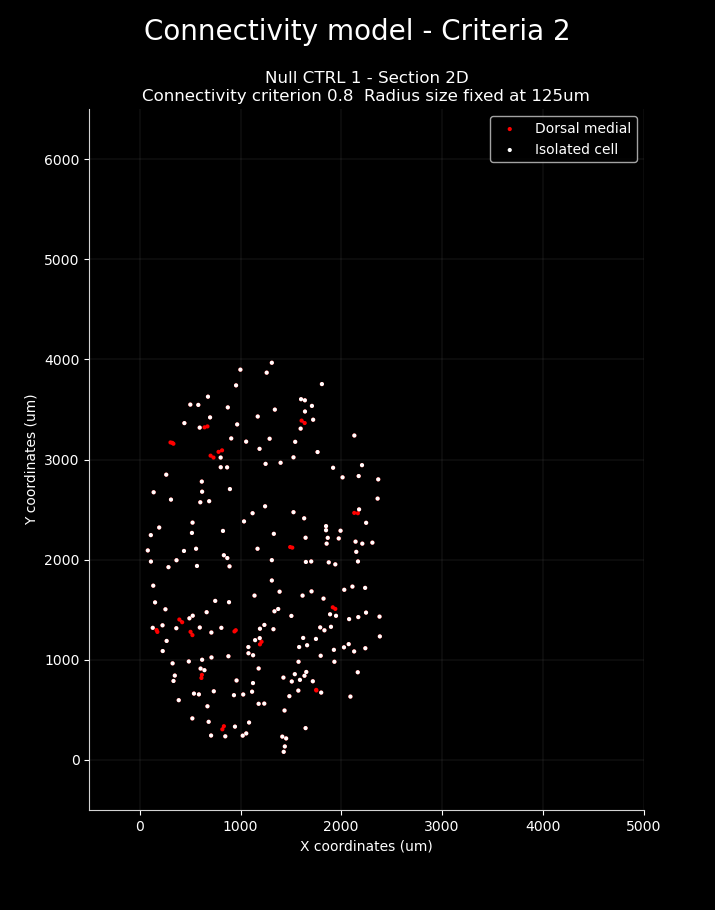 Connectivity model - Criteria 2
Null CTRL 1 - Section 2D
Connectivity criterion 0.8  Radius size fixed at 125um
Dorsal medial
Isolated cell
6000
5000
4000
3000
2000
1000
0
Y coordinates (um)
0 1000 2000 3000 4000 5000
X coordinates (um)